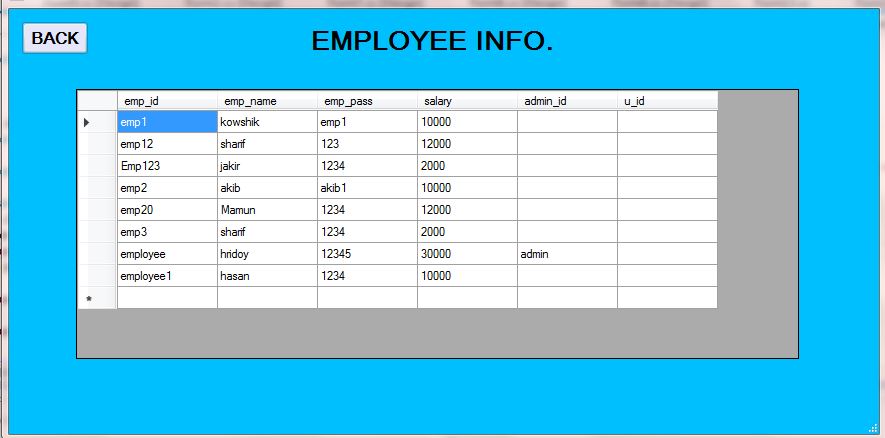 BACK
EMPLOYEE INFO.
emp_id emp_name emp_pass salary admin_id u_id
emp1 kowshik emp1 10000
emp12 sharif 123 12000
Emp123 jakir 1234 2000
emp2 akib akib1 10000
emp20 Mamun 1234 12000
emp3 sharif 1234 2000
employee hridoy 12345 30000 admin
employee1 hasan 1234 10000
*